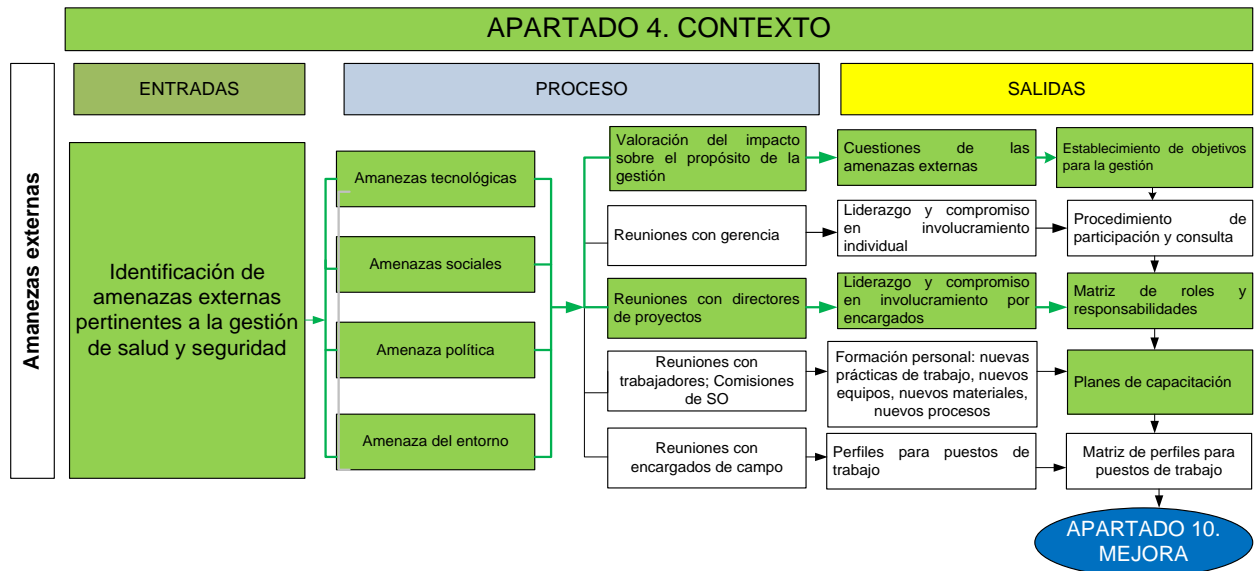 APARTADO 4. CONTEXTO
Amanezas externas
ENTRADAS
PROCESO
SALIDAS
Identificación de
amenazas externas
pertinentes a la gestión
de salud y seguridad
Amanezas tecnológicas
Amenazas sociales
Amenaza política
Amenaza del entorno
Valoración del impacto
sobre el propósito de la
gestión
Cuestiones de las
amenazas externas
Establecimiento de objetivos
para la gestión
Reuniones con gerencia
Liderazgo y compromiso
en involucramiento
individual
Procedimiento de
participación y consulta
Reuniones con directores
de proyectos
Liderazgo y compromiso
en involucramiento por
encargados
Matriz de roles y
responsabilidades
Reuniones con
trabajadores; Comisiones
de SO
Formación personal: nuevas
prácticas de trabajo, nuevos
equipos, nuevos materiales,
nuevos procesos
Planes de capacitación
Reuniones con
encargados de campo
Perfiles para puestos de
trabajo
Matriz de perfiles para
puestos de trabajo
APARTADO 10.
MEJORA